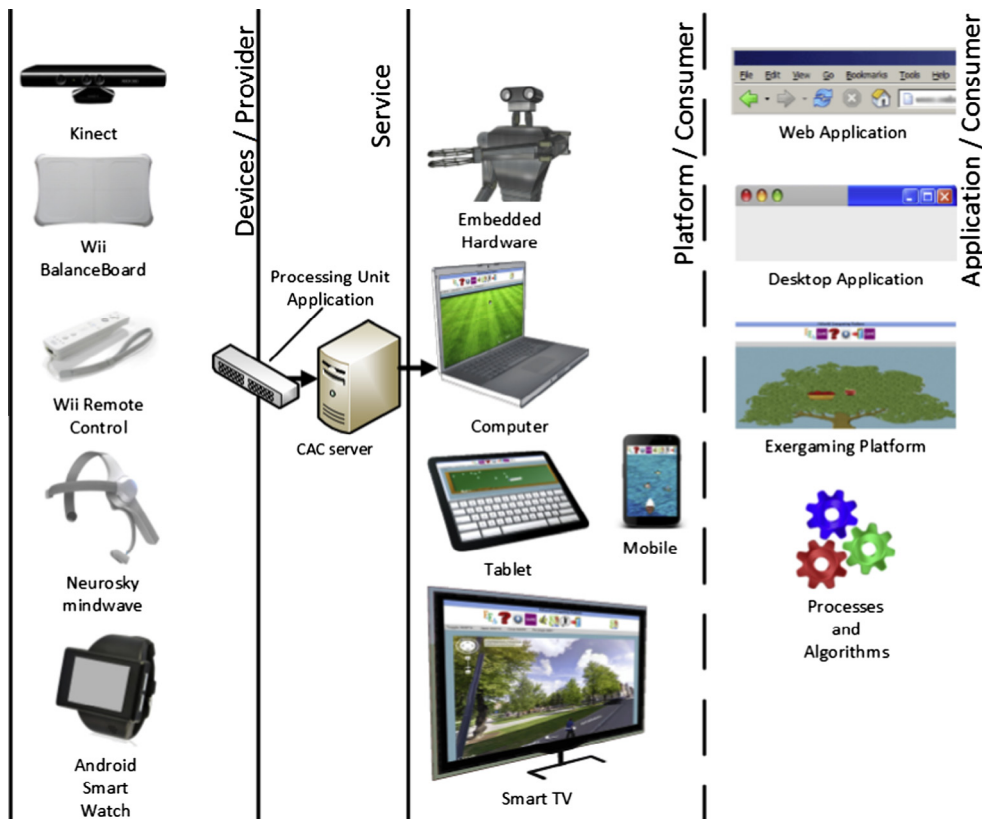 Kinect
Wii
BalanceBoard
Wii Remote
Control
Neurosky
mindwave
Android
Smart
Watch
Devices / Provider
Processing Unit
Application
CAC server
Service
Embedded
Hardware
Computer
Tablet
Mobile
Smart TV
Platform / Consumer
File Edit View Go Bookmarks Tools Help
Web Application
Desktop Application
Exergaming Platform
Processes
and
Algorithms
Application / Consumer